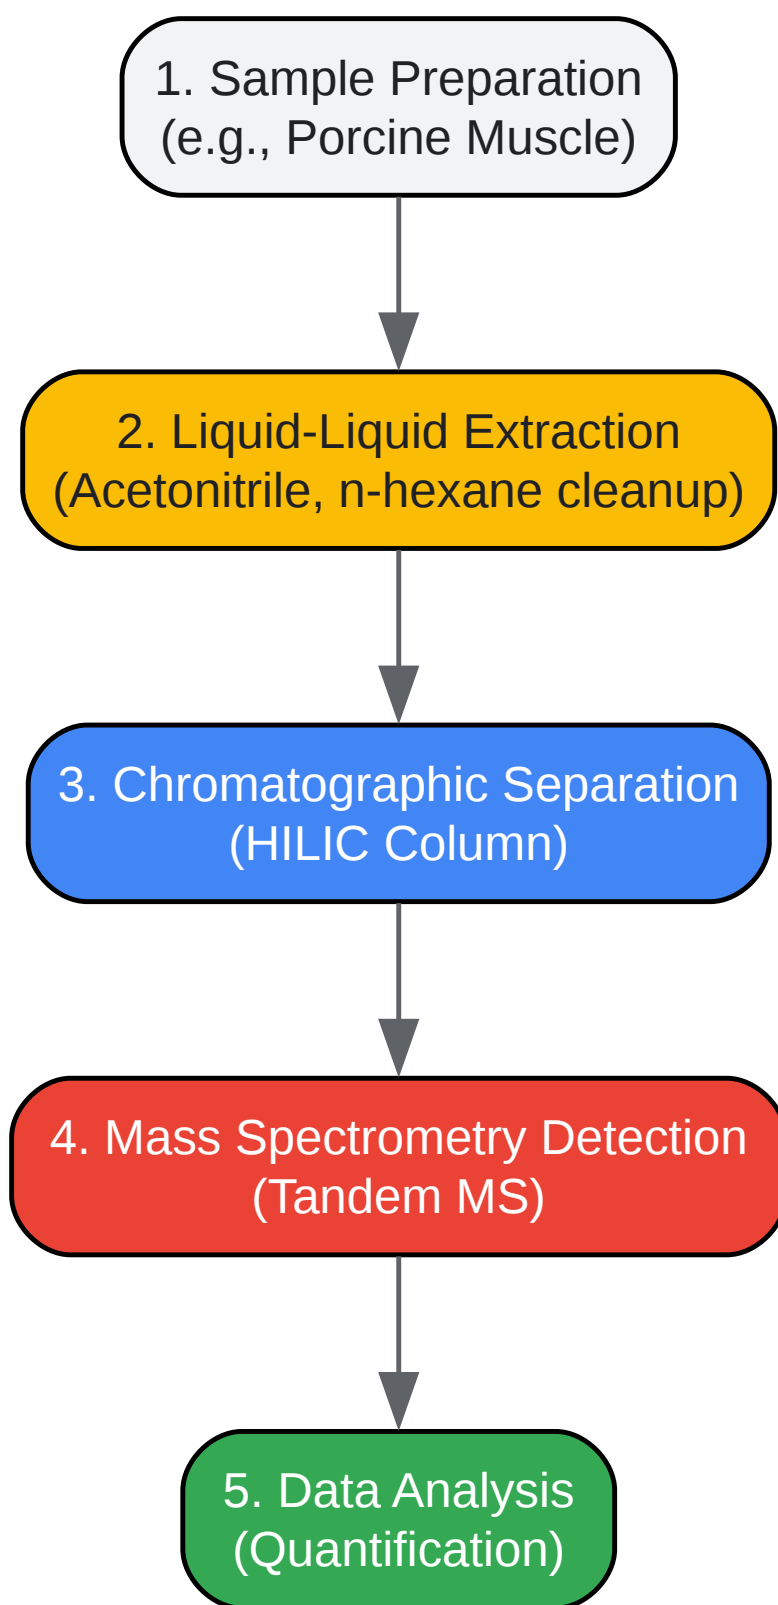 1. Sample Preparation
(e.g., Porcine Muscle)
2. Liquid-Liquid Extraction
(Acetonitrile, n-hexane cleanup)
3. Chromatographic Separation
(HILIC Column)
4. Mass Spectrometry Detection
(Tandem MS)
5. Data Analysis
(Quantification)